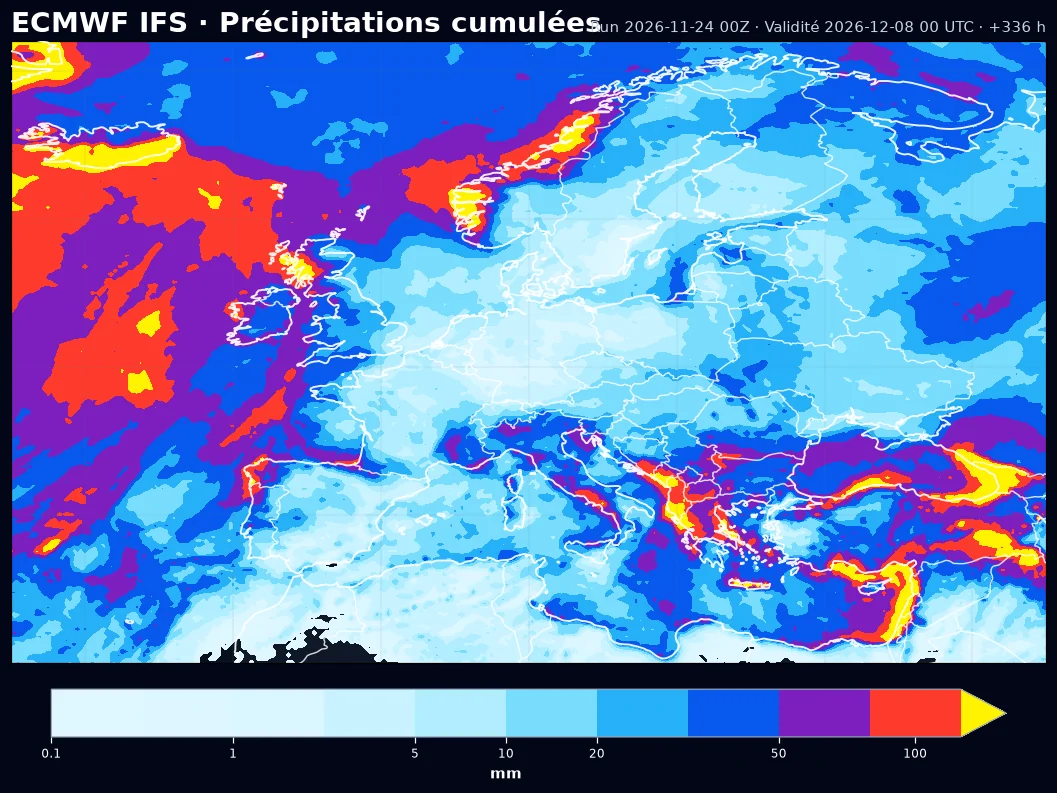 ECMWF IFS · Précipitations cumulées
Run 2026-11-24 00Z · Validité 2026-12-08 00 UTC · +336 h
0.1 1 5 10 20 50 100
mm